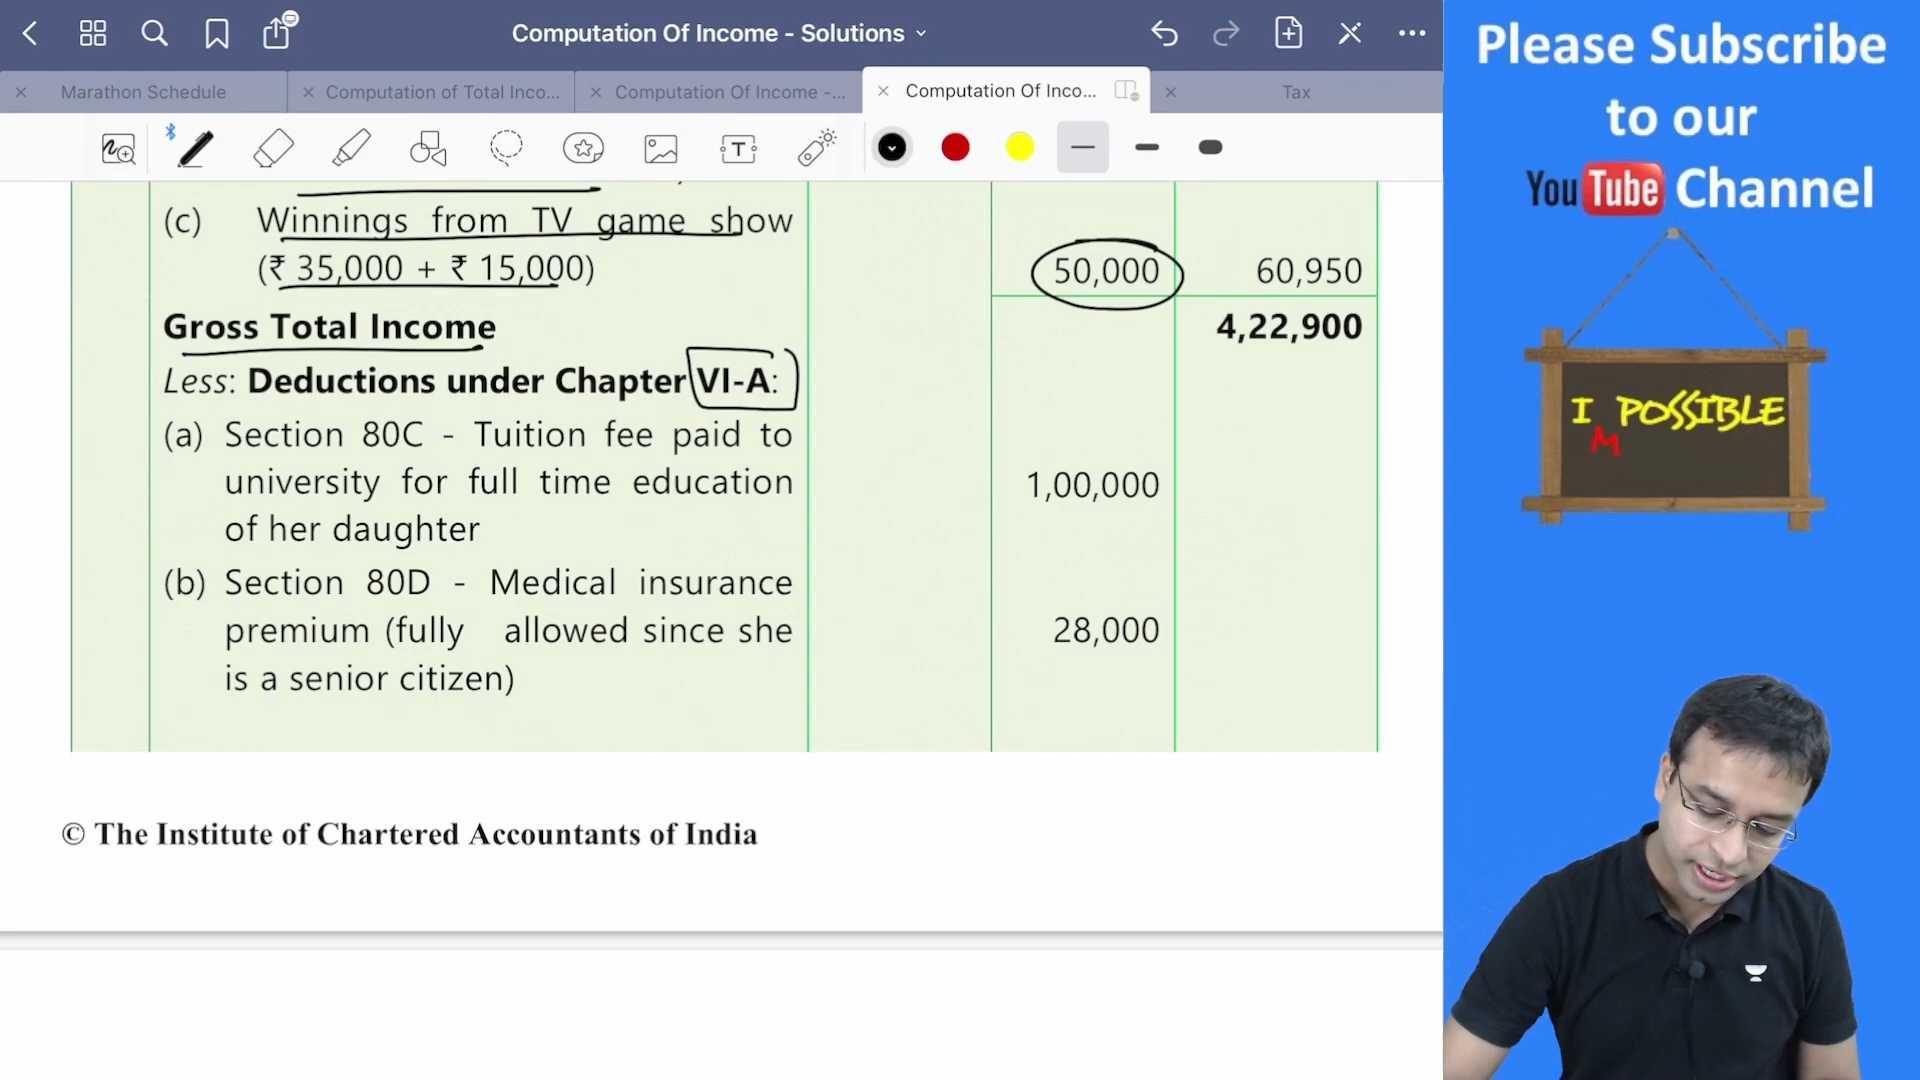 Computation Of Income - Solutions
Marathon Schedule
Computation of Total Inco...
Computation Of Income -...
Computation Of Inco...
Tax
T
(c) Winnings from TV game show
(₹ 35,000 + ₹ 15,000) 50,000 60,950
Gross Total Income 4,22,900
Less: Deductions under Chapter VI-A:
(a) Section 80C - Tuition fee paid to
university for full time education 1,00,000
of her daughter
(b) Section 80D - Medical insurance
premium (fully allowed since she 28,000
is a senior citizen)
© The Institute of Chartered Accountants of India
Please Subscribe
to our
YouTube Channel
I POSSIBLE
M